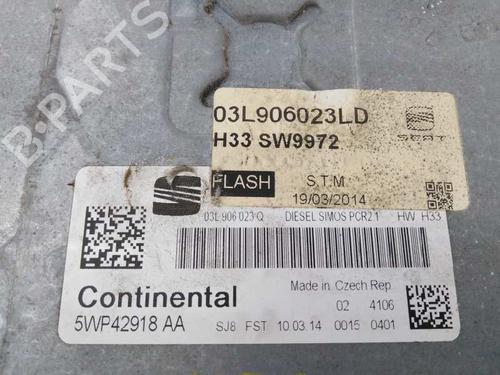 B-PARTS
03L906023LD
H33 SW9972
SEAT
FLASH
S.T.M
19/03/2014
03L 906 023 Q DIESEL SIMOS PCR2.1 HW H33
Continental
Made in Czech Rep
02 4106
5WP42918 AA
SJ8 FST 10.03.14 0015 0401